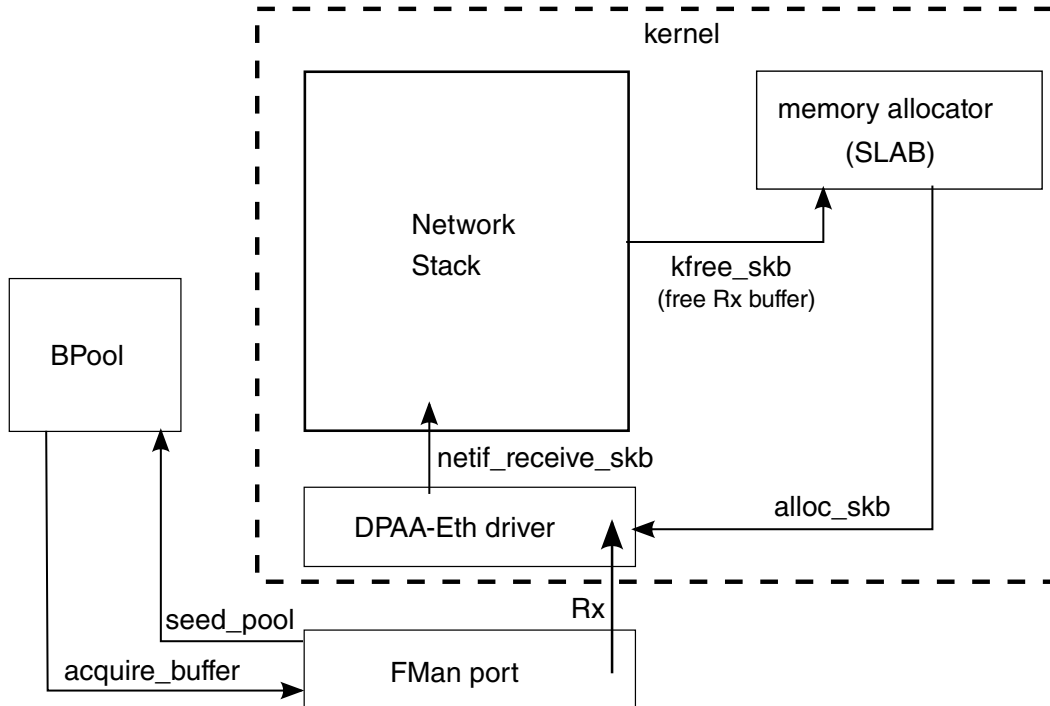 kernel
memory allocator
(SLAB)
Network
Stack
kfree_skb
(free Rx buffer)
BPool
netif_receive_skb
alloc_skb
DPAA-Eth driver
Rx
seed_pool
acquire_buffer
FMan port